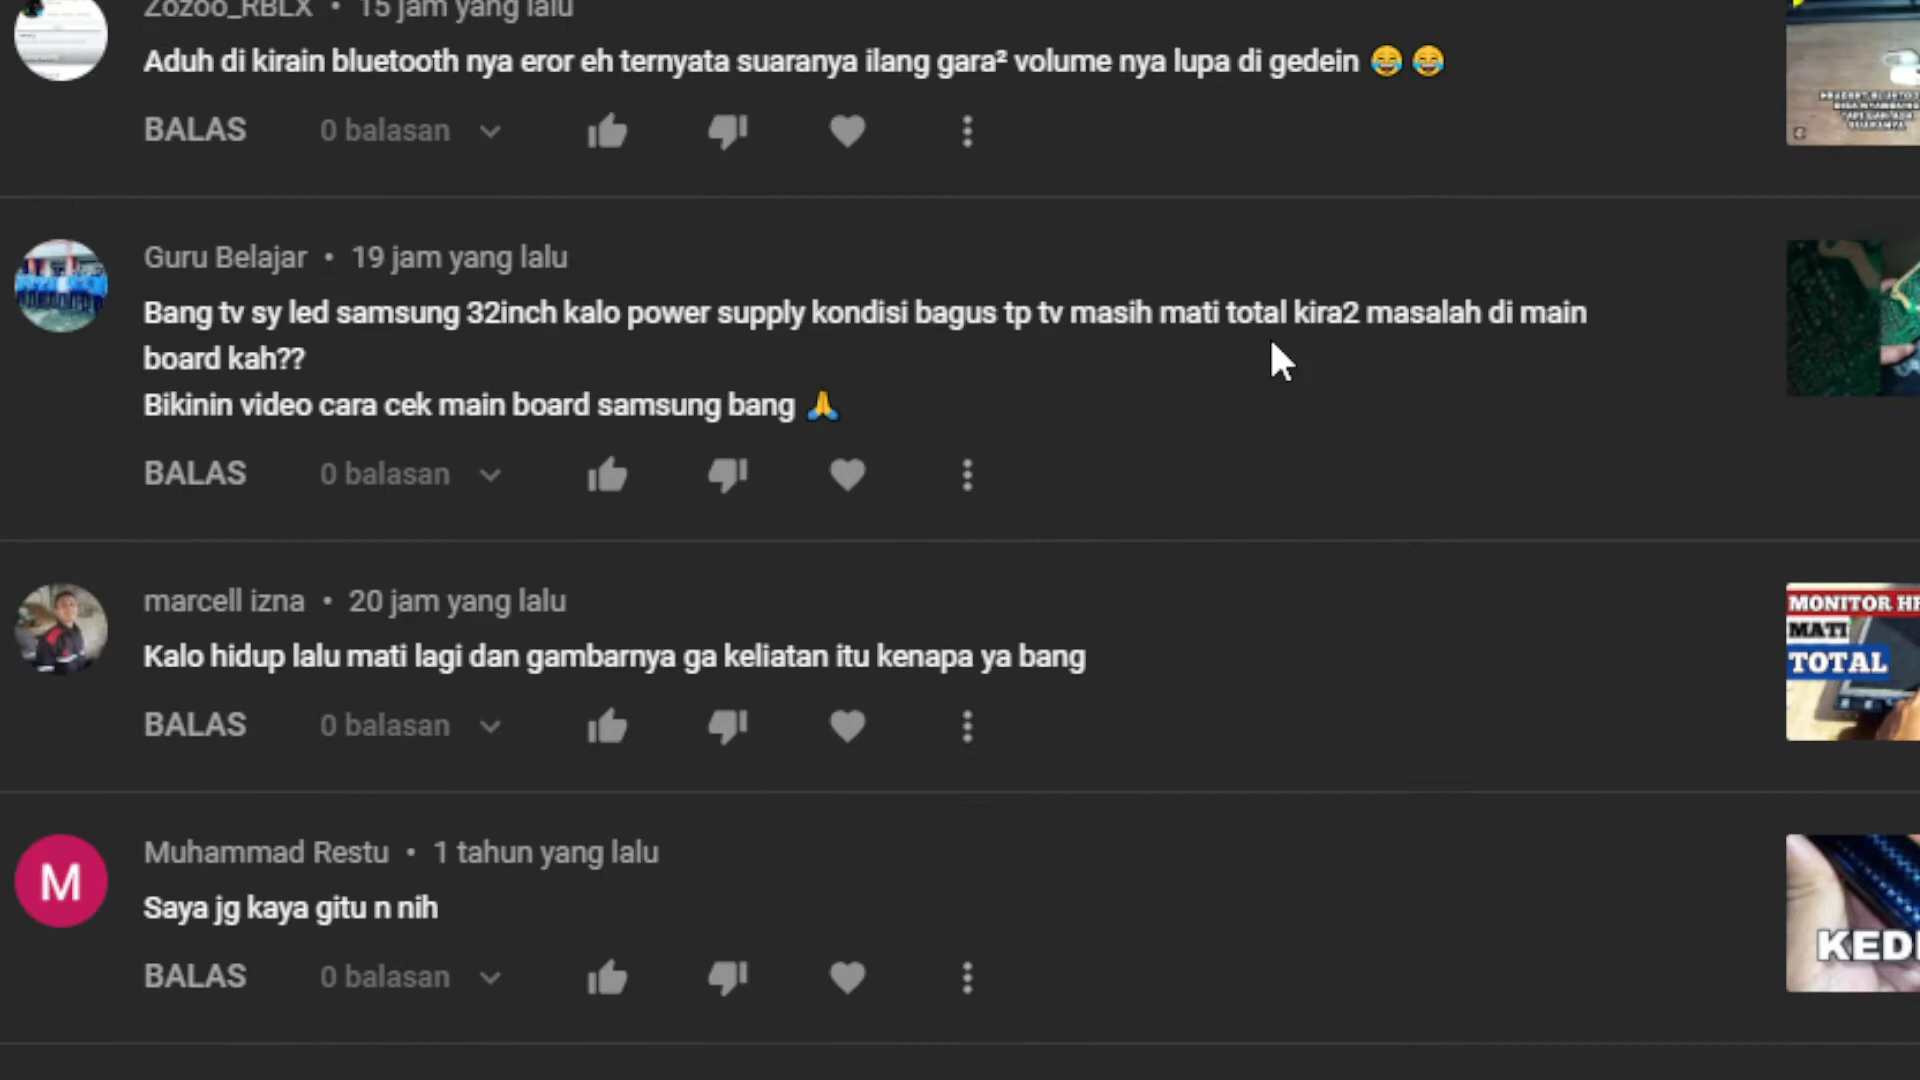 Zozoo_RBLX • 15 jam yang lalu
Aduh di kirain bluetooth nya eror eh ternyata suaranya ilang gara² volume nya lupa di gedein 😂 😂
BALAS 0 balasan
Guru Belajar • 19 jam yang lalu
Bang tv sy led samsung 32inch kalo power supply kondisi bagus tp tv masih mati total kira2 masalah di main
board kah??
Bikinin video cara cek main board samsung bang 🙏
BALAS 0 balasan
marcell izna • 20 jam yang lalu
MONITOR
MATI
TOTAL
Kalo hidup lalu mati lagi dan gambarnya ga keliatan itu kenapa ya bang
BALAS 0 balasan
M
Muhammad Restu • 1 tahun yang lalu
Saya jg kaya gitu n nih
KED
BALAS 0 balasan